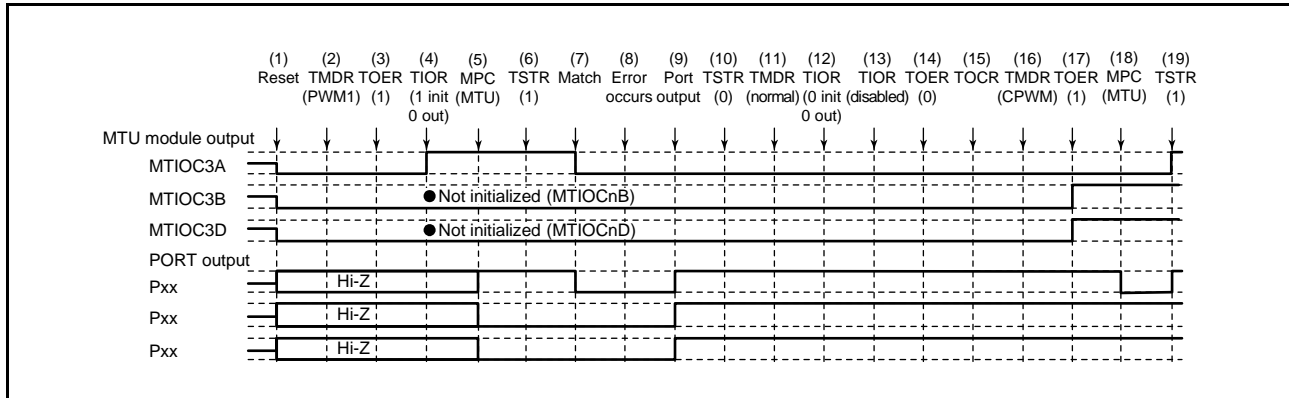 (1) (2) (3) (4) (5) (6) (7) (8) (9) (10) (11) (12) (13) (14) (15) (16) (17) (18) (19)
Reset TMDR TOER TIOR MPC TSTR Match Error Port TSTR TMDR TIOR TIOR TOER TOCR TMDR TOER MPC TSTR
(PWM1) (1) (1 init (MTU) (1) occurs output (0) (normal) (0 init (disabled) (0) (CPWM) (1) (MTU) (1)
0 out) 0 out)
MTU module output
MTIOC3A
MTIOC3B ●Not initialized (MTIOCnB)
MTIOC3D ●Not initialized (MTIOCnD)
PORT output
Pxx Hi-Z
Pxx Hi-Z
Pxx Hi-Z